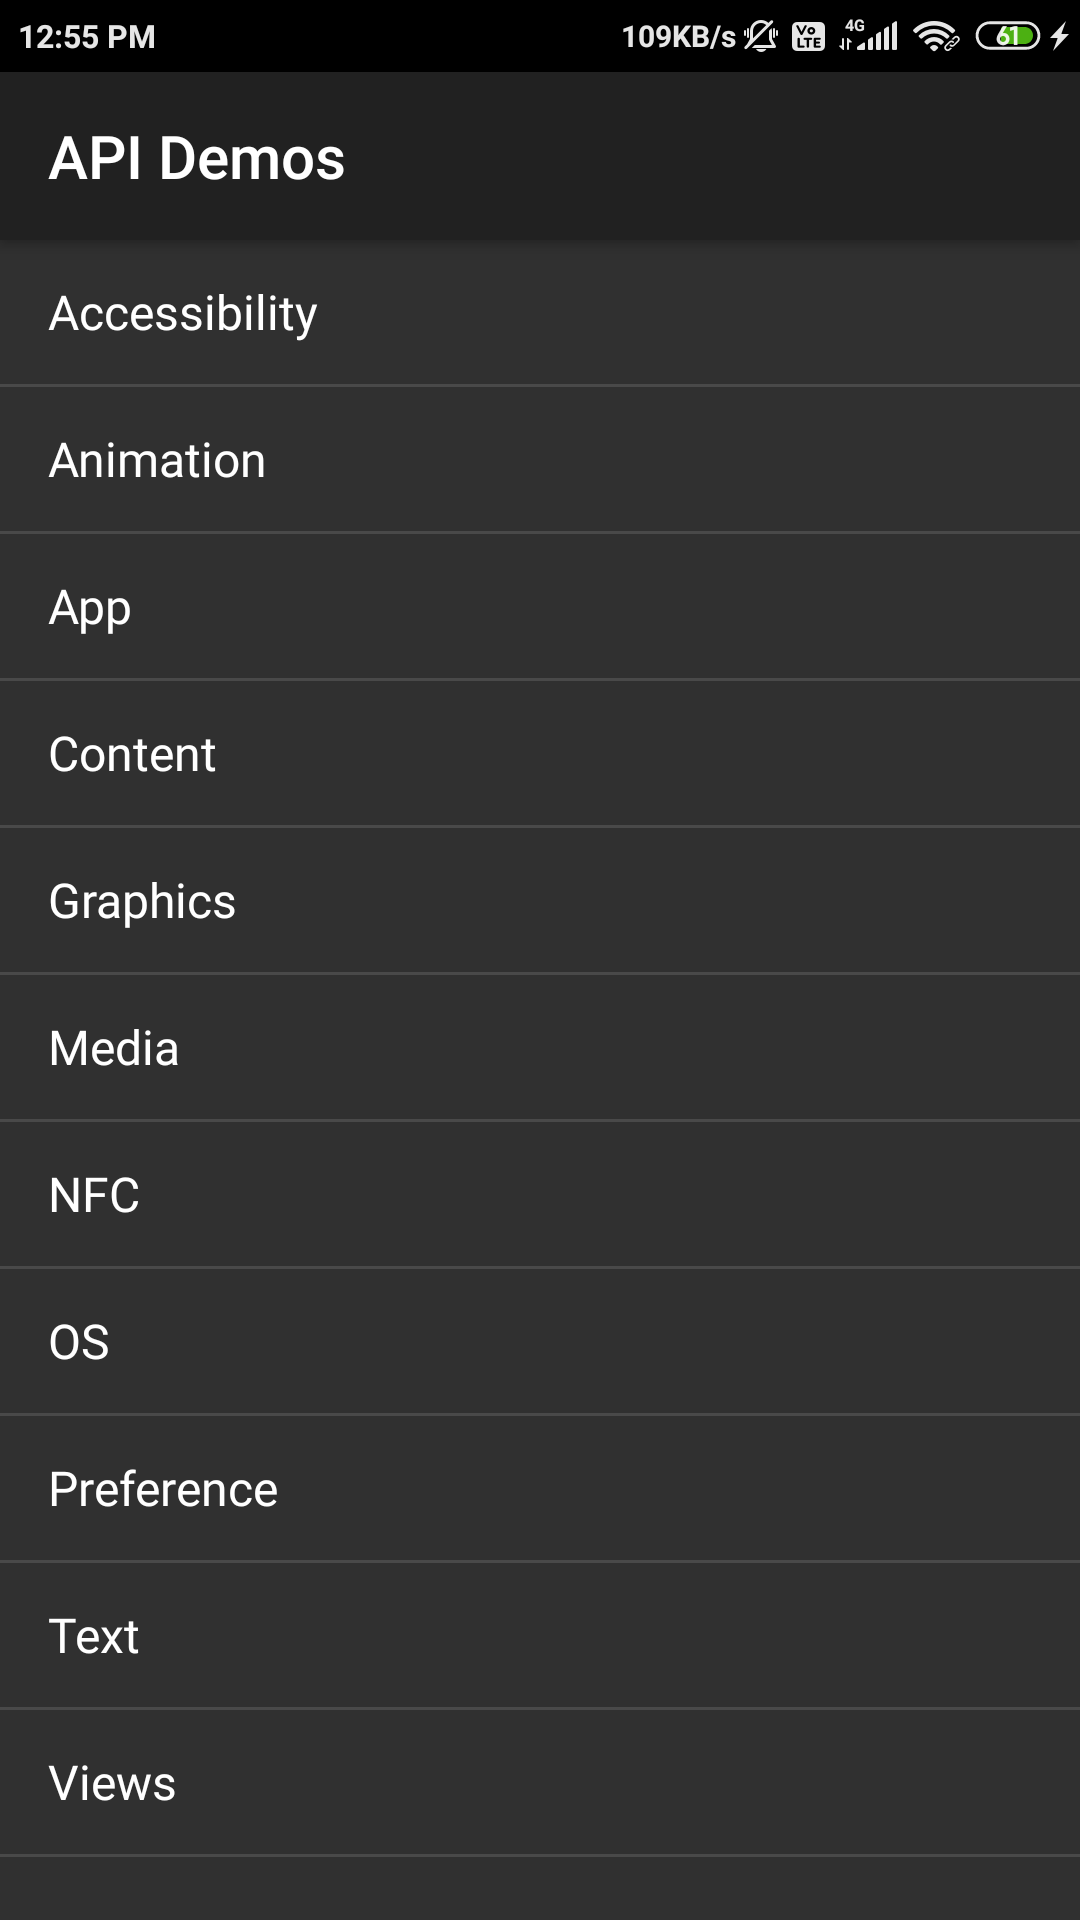 12:55 PM 109KB/s Vo LTE 4G 61
API Demos
Accessibility
Animation
App
Content
Graphics
Media
NFC
OS
Preference
Text
Views